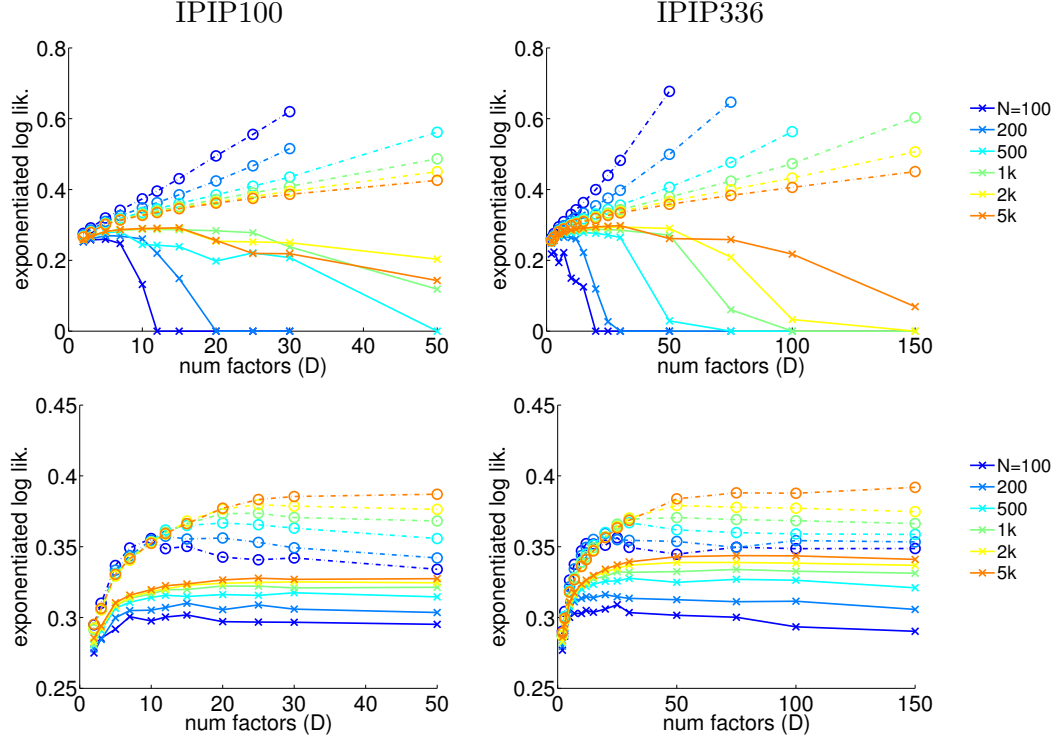 IPIP100
IPIP336
0.8
0.6
0.4
0.2
0
0 10 20 30 40 50
exponentiated log lik.
num factors (D)
0.8
0.6
0.4
0.2
0
0 50 100 150
exponentiated log lik.
num factors (D)
N=100
200
500
1k
2k
5k
0.45
0.4
0.35
0.3
0.25
0 10 20 30 40 50
exponentiated log lik.
num factors (D)
0.45
0.4
0.35
0.3
0.25
0 50 100 150
exponentiated log lik.
num factors (D)
N=100
200
500
1k
2k
5k